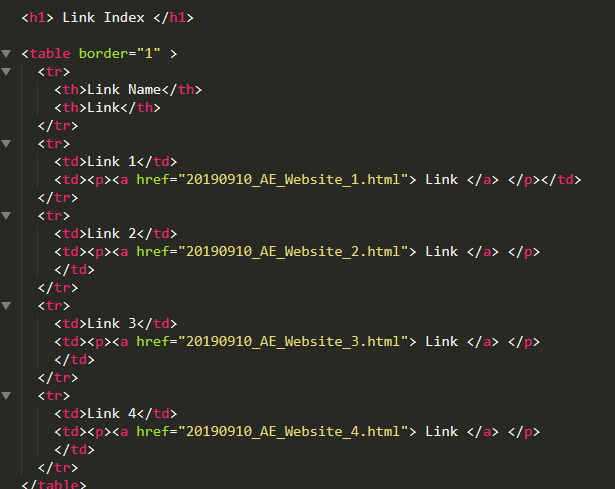 <h1> Link Index </h1>
<table border="1" >
<tr>
<th>Link Name</th>
<th>Link</th>
</tr>
<tr>
<td>Link 1</td>
<td><p><a href="20190910_AE_Website_1.html"> Link </a> </p></td>
</tr>
<tr>
<td>Link 2</td>
<td><p><a href="20190910_AE_Website_2.html"> Link </a> </p>
</td>
</tr>
<tr>
<td>Link 3</td>
<td><p><a href="20190910_AE_Website_3.html"> Link </a> </p>
</td>
</tr>
<tr>
<td>Link 4</td>
<td><p><a href="20190910_AE_Website_4.html"> Link </a> </p>
</td>
</tr>
</table>